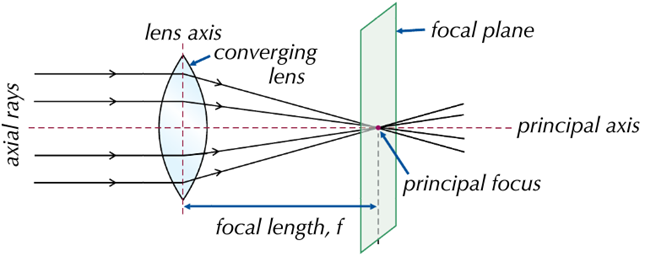 lens axis
converging
lens
focal plane
axial rays
principal axis
principal focus
focal length, f